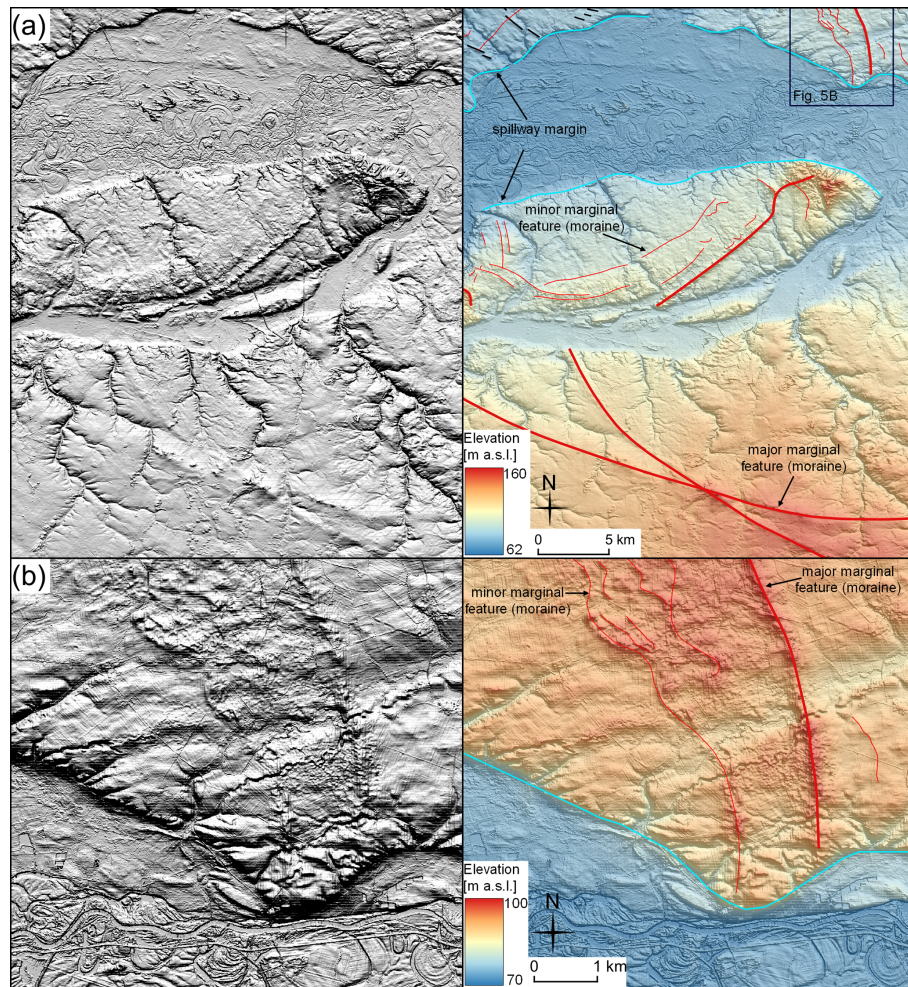 (a)
Fig. 5B
spillway margin
minor marginal
feature (moraine)
Elevation
[m a.s.l.]
160
62
N
0 5 km
major marginal
feature (moraine)
(b)
minor marginal
feature (moraine)
major marginal
feature (moraine)
Elevation
[m a.s.l.]
100
70
N
0 1 km